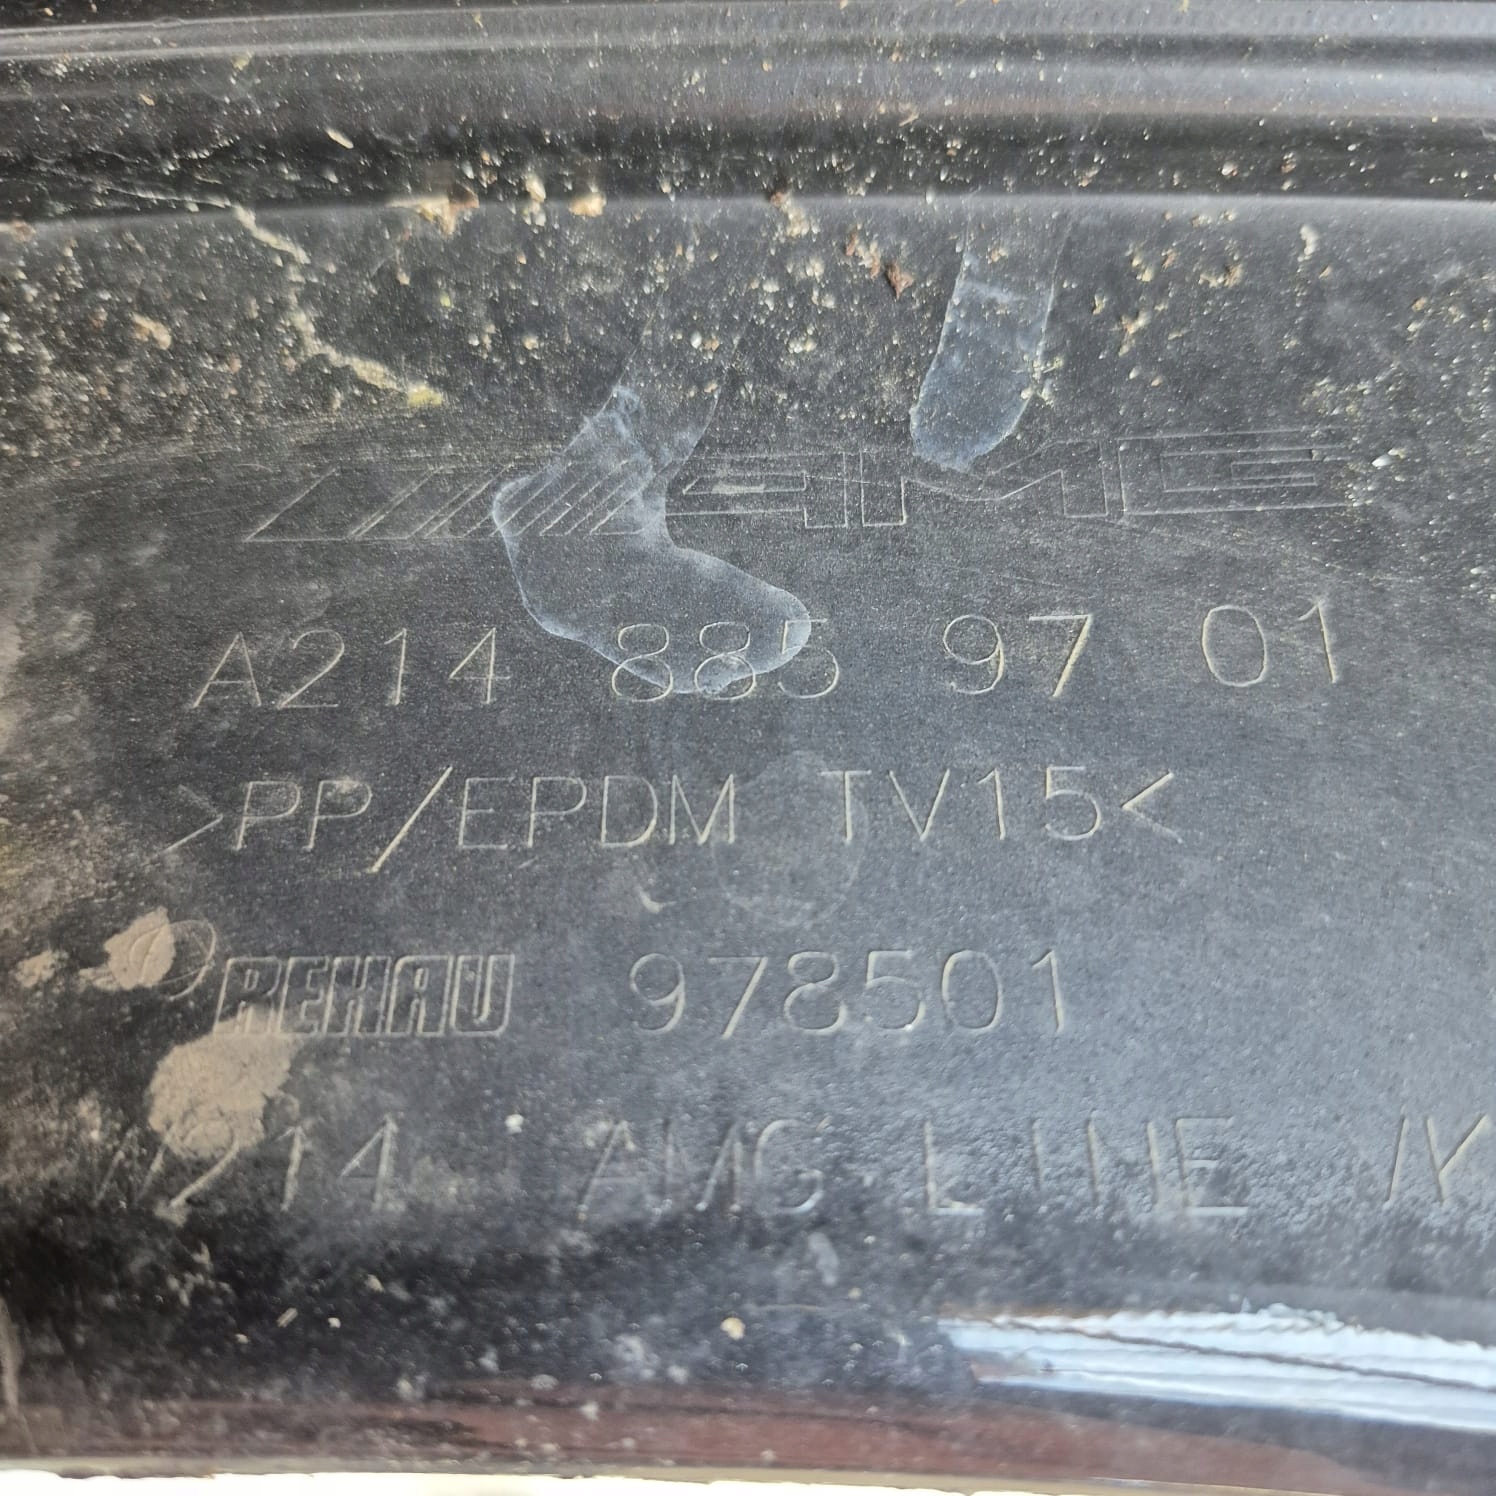 AMG
A214 885 97 01
>PP/EPDM TV15<
REHAU 978501
214 AMG-LINE